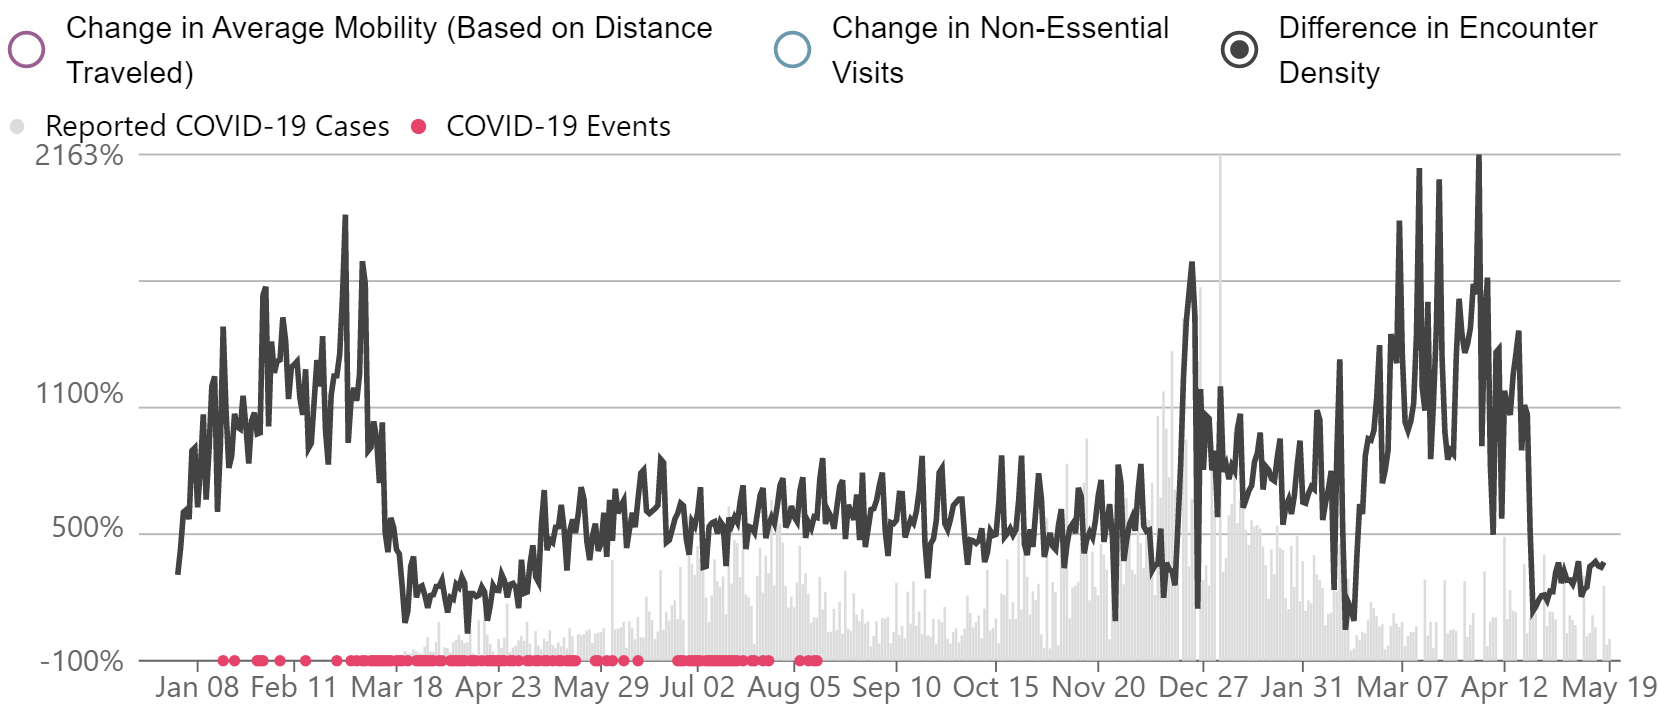 Change in Average Mobility (Based on Distance
Traveled)
Change in Non-Essential
Visits
Difference in Encounter
Density
Reported COVID-19 Cases
COVID-19 Events
2163%
1100%
500%
-100%
Jan 08 Feb 11 Mar 18 Apr 23 May 29 Jul 02 Aug 05 Sep 10 Oct 15 Nov 20 Dec 27 Jan 31 Mar 07 Apr 12 May 19